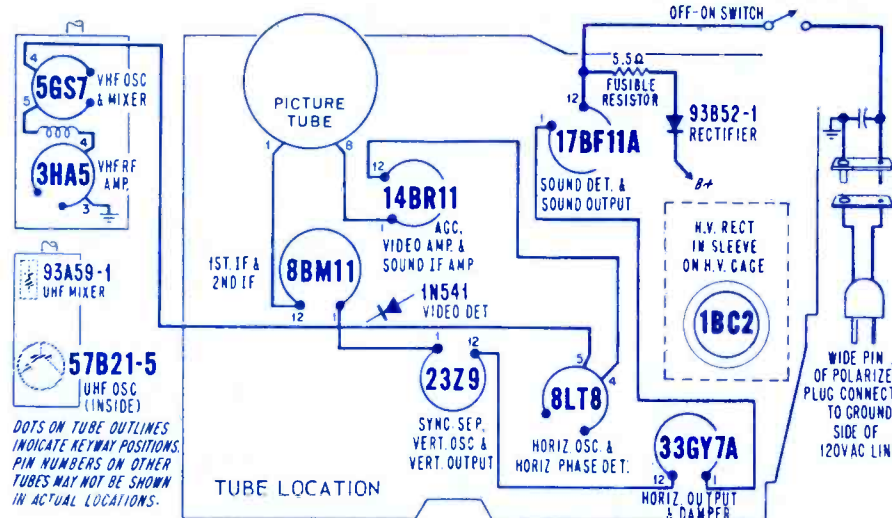 OFF-ON SWITCH
4
5GS7
VHF OSC
& MIXER
5
4
3HA5
VHF RF
AMP.
3
93A59-1
UHF MIXER
57B21-5
UHF OSC
(INSIDE)
DOTS ON TUBE OUTLINES
INDICATE KEYWAY POSITIONS.
PIN NUMBERS ON OTHER
TUBES MAY NOT BE SHOWN
IN ACTUAL LOCATIONS.
PICTURE
TUBE
1
8
12
14BR11
1
AGC,
VIDEO AMP. &
SOUND IF AMP
1ST. IF &
2ND IF
8BM11
12
1
1N541
VIDEO DET
1
12
23Z9
SYNC. SEP,
VERT. OSC &
VERT. OUTPUT
5
4
8LT8
HORIZ. OSC. &
HORIZ PHASE DET.
33GY7A
12
1
HORIZ. OUTPUT
& DAMPER
5.5Ω
FUSIBLE
RESISTOR
12
1
17BF11A
SOUND DET. &
SOUND OUTPUT
93B52-1
RECTIFIER
B+
H.V. RECT
IN SLEEVE
ON H.V. CAGE
1BC2
WIDE PIN
OF POLARIZE
PLUG CONNECT
TO GROUND
SIDE OF
120VAC LIN
TUBE LOCATION